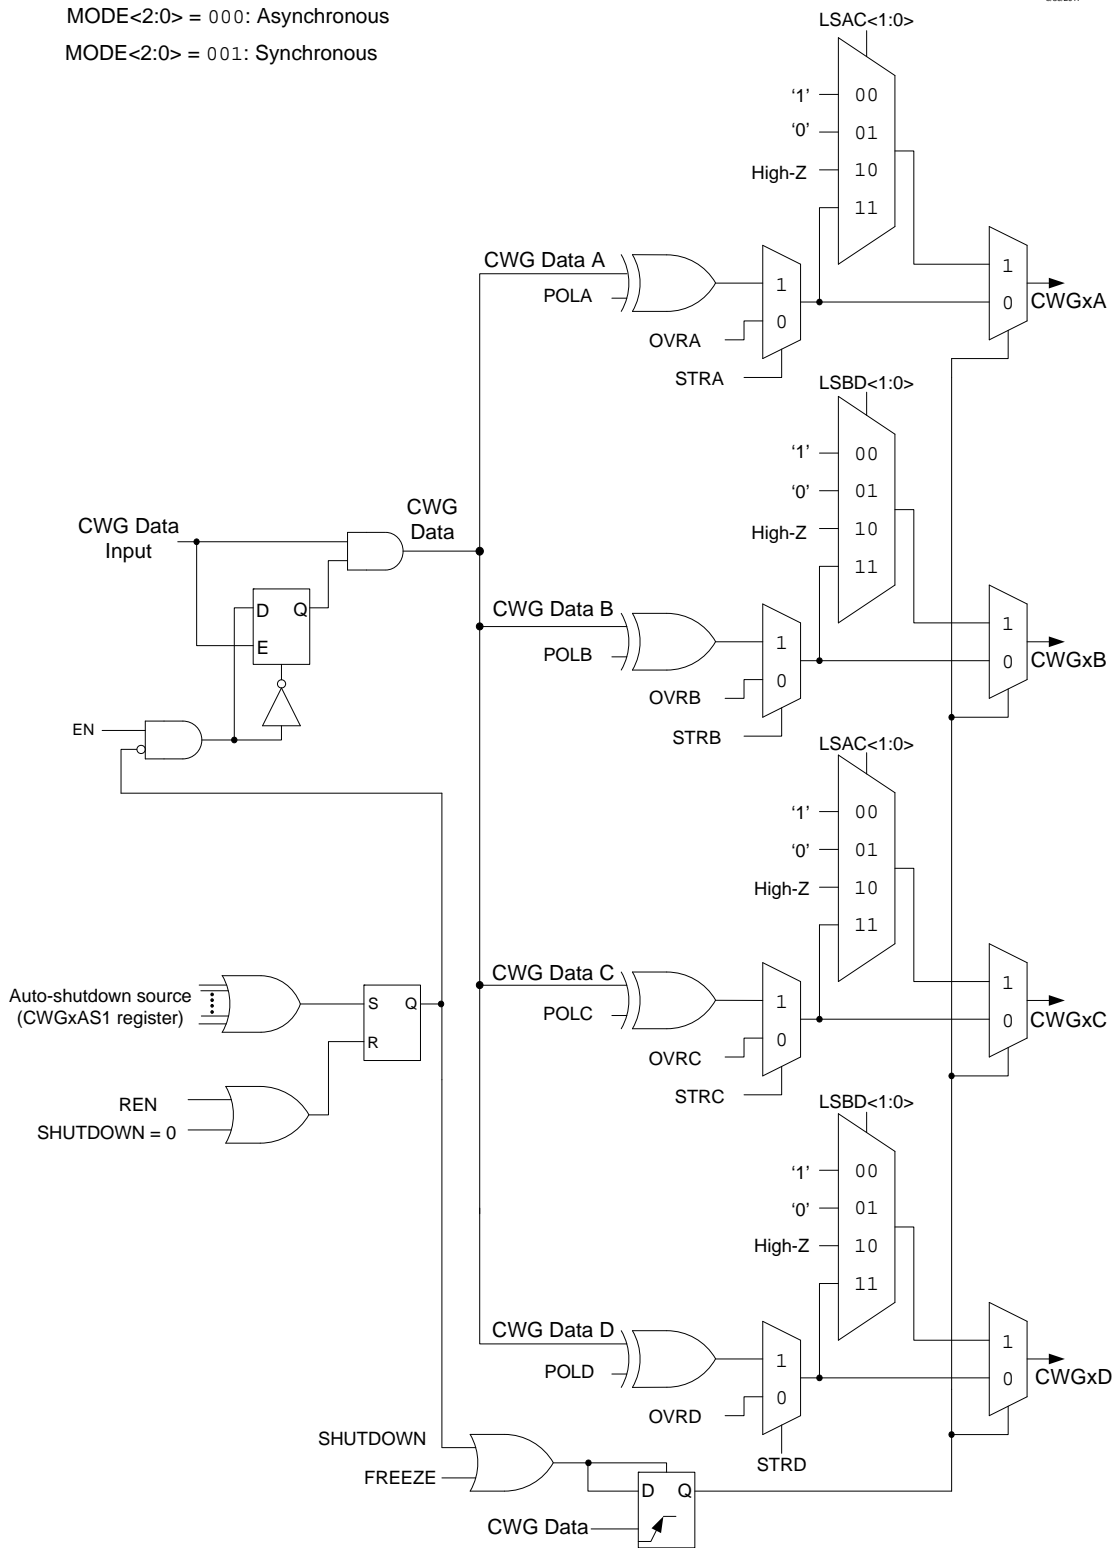 MODE<2:0> = 000: Asynchronous
MODE<2:0> = 001: Synchronous
LSAC<1:0>
'1'
00
'0'
01
High-Z
10
11
CWG Data A
POLA
1
0
OVRA
STRA
1
0
CWGxA
LSBD<1:0>
'1'
00
'0'
01
High-Z
10
11
CWG Data B
POLB
1
0
OVRB
STRB
1
0
CWGxB
CWG Data
Input
CWG
Data
D
Q
E
EN
LSAC<1:0>
'1'
00
'0'
01
High-Z
10
11
CWG Data C
POLC
1
0
OVRC
STRC
1
0
CWGxC
Auto-shutdown source
(CWGxAS1 register)
S
Q
R
REN
SHUTDOWN = 0
LSBD<1:0>
'1'
00
'0'
01
High-Z
10
11
CWG Data D
POLD
1
0
OVRD
STRD
1
0
CWGxD
SHUTDOWN
FREEZE
D
Q
CWG Data